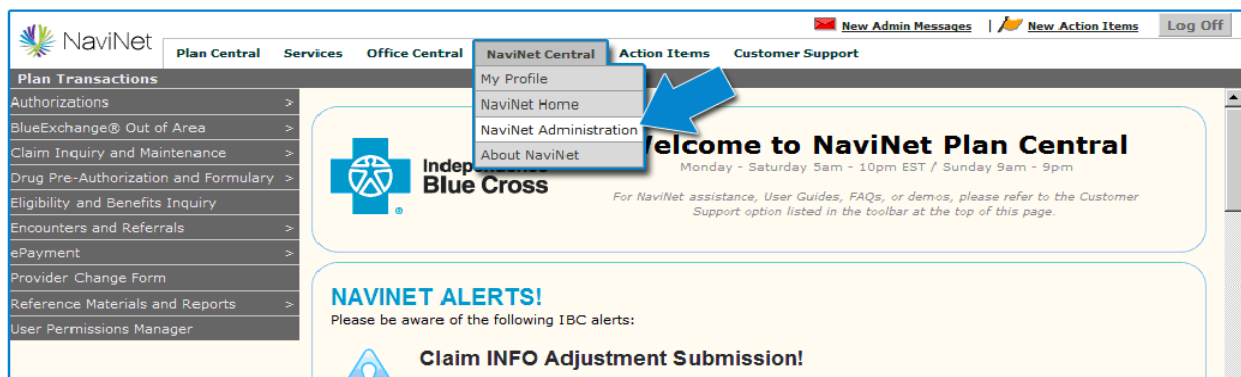 NaviNet
New Admin Messages | New Action Items Log Off
Plan Central Services Office Central NaviNet Central Action Items Customer Support
Plan Transactions
Authorizations >
BlueExchange® Out of Area >
Claim Inquiry and Maintenance >
Drug Pre-Authorization and Formulary >
Eligibility and Benefits Inquiry
Encounters and Referrals >
ePayment >
Provider Change Form
Reference Materials and Reports >
User Permissions Manager
My Profile
NaviNet Home
NaviNet Administration
About NaviNet
Blue Cross
®
elcome to NaviNet Plan Central
Monday - Saturday 5am - 10pm EST / Sunday 9am - 9pm
For NaviNet assistance, User Guides, FAQs, or demos, please refer to the Customer
Support option listed in the toolbar at the top of this page.
NAVINET ALERTS!
Please be aware of the following IBC alerts:
Claim INFO Adjustment Submission!